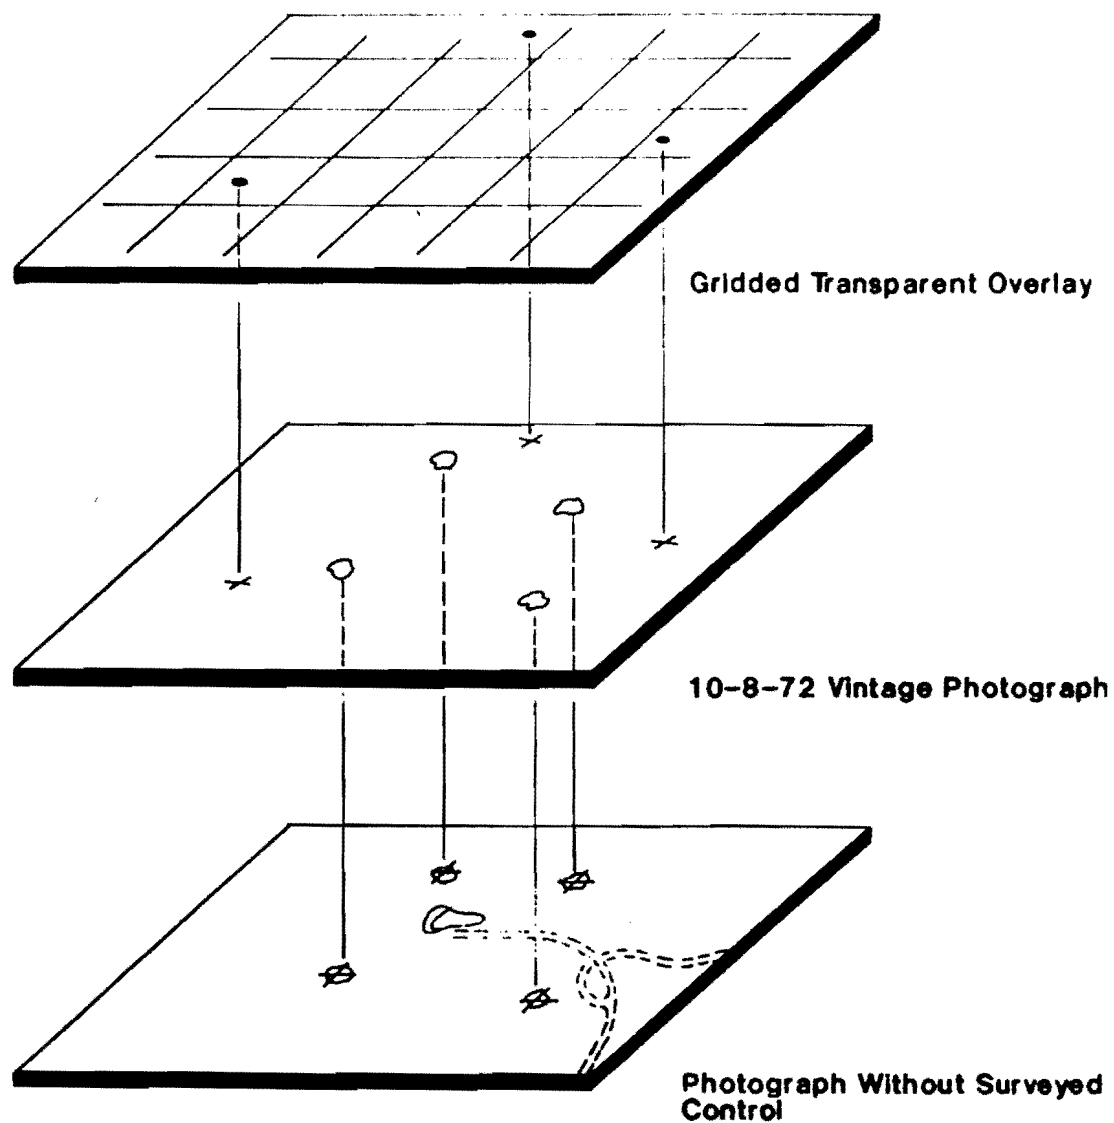 Gridded Transparent Overlay
10-8-72 Vintage Photograph
Photograph Without Surveyed
Control